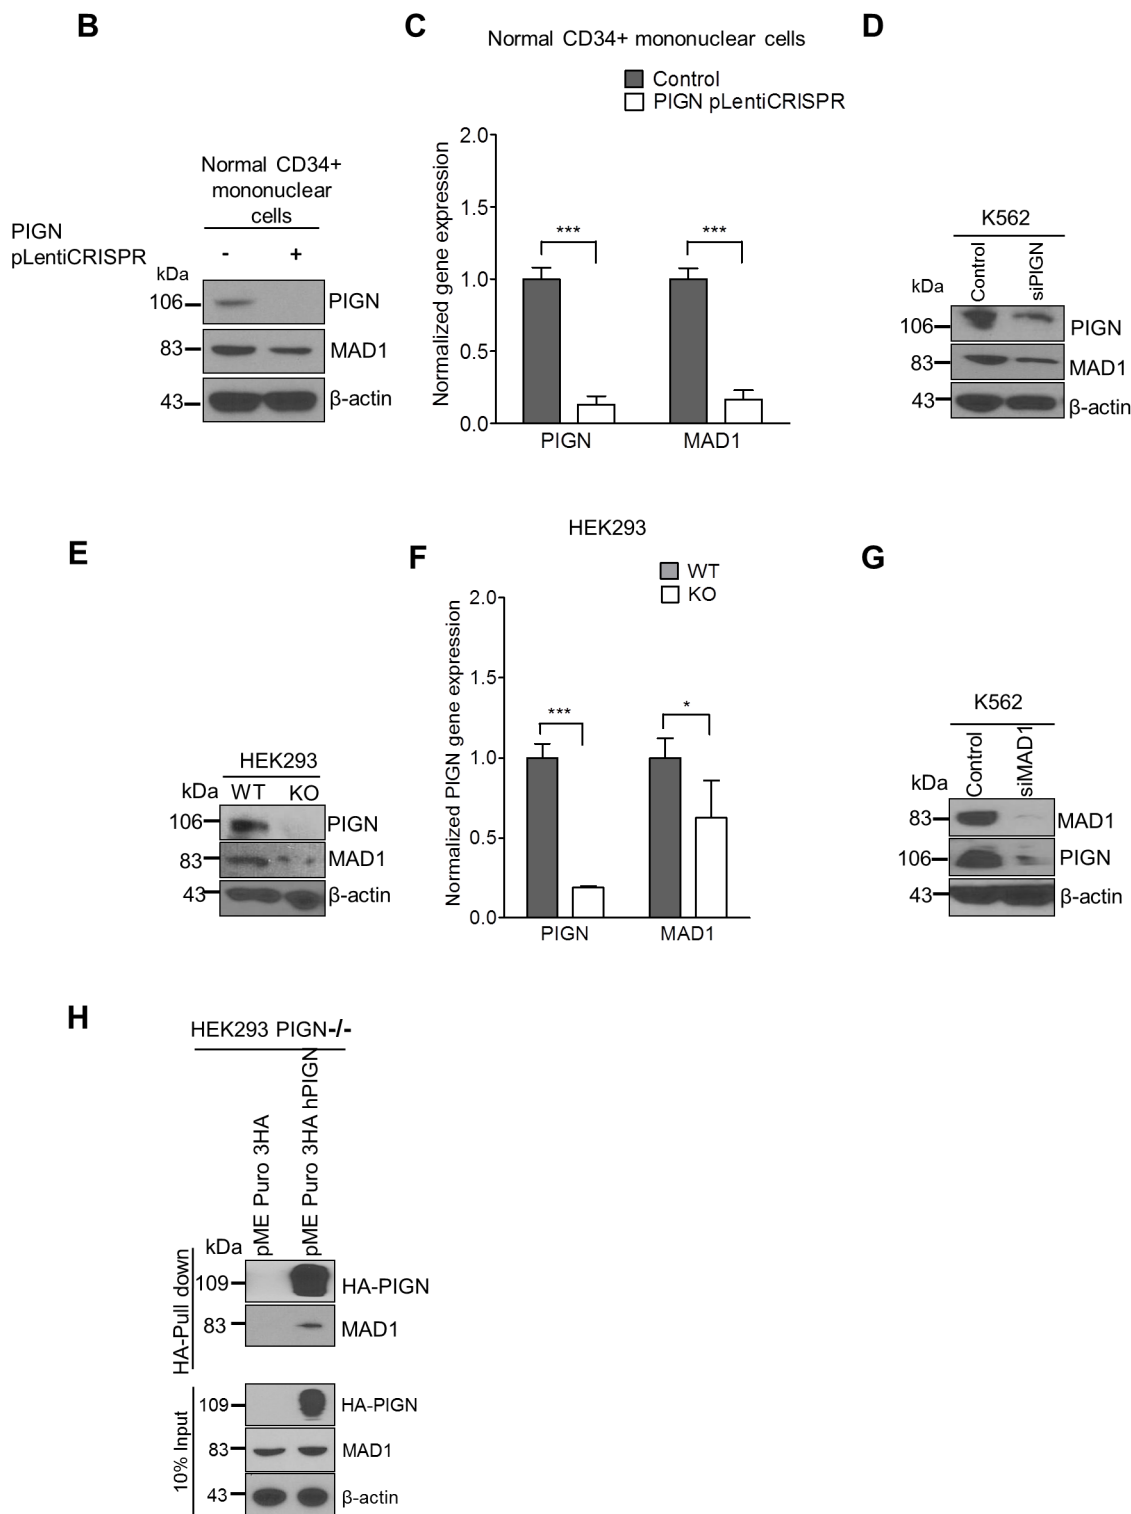 B
Normal CD34+
mononuclear
cells
PIGN
pLentiCRISPR
-
+
kDa
106
PIGN
83
MAD1
43
β-actin
C
Normal CD34+ mononuclear cells
Control
PIGN pLentiCRISPR
Normalized gene expression
2.0
1.5
1.0
0.5
0.0
***
***
PIGN
MAD1
D
K562
Control
siPIGN
kDa
106
PIGN
83
MAD1
43
β-actin
E
HEK293
kDa
WT
KO
106
PIGN
83
MAD1
43
β-actin
F
HEK293
WT
KO
Normalized PIGN gene expression
2.0
1.5
1.0
0.5
0.0
***
*
PIGN
MAD1
G
K562
Control
siMAD1
kDa
83
MAD1
106
PIGN
43
β-actin
H
HEK293 PIGN-/-
pME Puro 3HA
pME Puro 3HA hPIGN
kDa
HA-Pull down
109
HA-PIGN
83
MAD1
10% Input
109
HA-PIGN
83
MAD1
43
β-actin